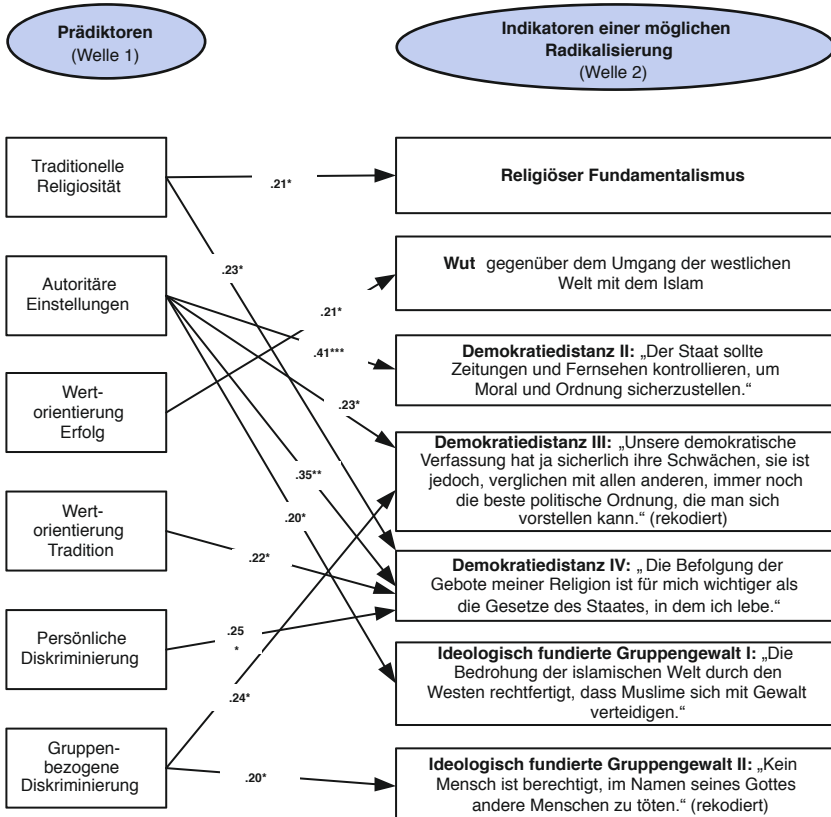 Prädiktoren
(Welle 1)
Indikatoren einer möglichen
Radikalisierung
(Welle 2)
Traditionelle
Religiosität
Autoritäre
Einstellungen
Wert-
orientierung
Erfolg
Wert-
orientierung
Tradition
Persönliche
Diskriminierung
Gruppen-
bezogene
Diskriminierung
.21*
.23*
.21*
.41***
.23*
.35**
.20*
.22*
.25
*
.24*
.20*
Religiöser Fundamentalismus
Wut gegenüber dem Umgang der westlichen
Welt mit dem Islam
Demokratiedistanz II: „Der Staat sollte
Zeitungen und Fernsehen kontrollieren, um
Moral und Ordnung sicherzustellen.“
Demokratiedistanz III: „Unsere demokratische
Verfassung hat ja sicherlich ihre Schwächen, sie ist
jedoch, verglichen mit allen anderen, immer noch
die beste politische Ordnung, die man sich
vorstellen kann.“ (rekodiert)
Demokratiedistanz IV: „Die Befolgung der
Gebote meiner Religion ist für mich wichtiger als
die Gesetze des Staates, in dem ich lebe.“
Ideologisch fundierte Gruppengewalt I: „Die
Bedrohung der islamischen Welt durch den
Westen rechtfertigt, dass Muslime sich mit Gewalt
verteidigen.“
Ideologisch fundierte Gruppengewalt II: „Kein
Mensch ist berechtigt, im Namen seines Gottes
andere Menschen zu töten.“ (rekodiert)